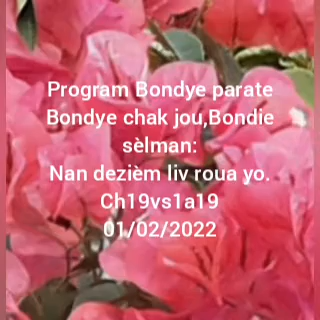 Program Bondye parate
Bondye chak jou,Bondie
sèlman:
Nan dezièm liv roua yo.
Ch19vs1a19
01/02/2022